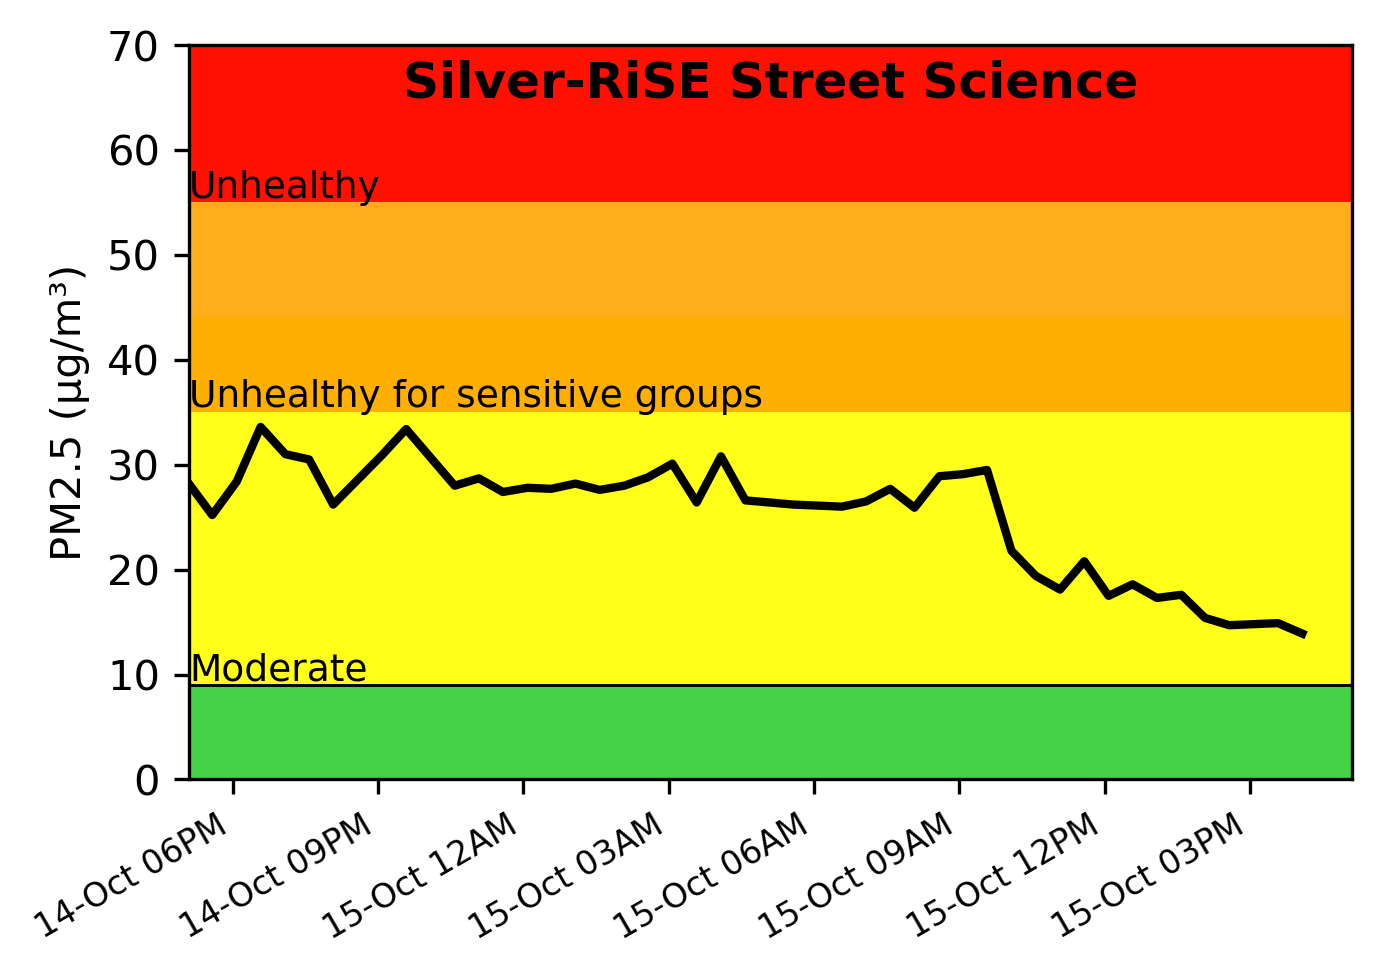 Silver-RiSE Street Science
70
60
Unhealthy
50
40
Unhealthy for sensitive groups
30
20
Moderate
10
0
PM2.5 (µg/m³)
14-Oct 06PM
14-Oct 09PM
15-Oct 12AM
15-Oct 03AM
15-Oct 06AM
15-Oct 09AM
15-Oct 12PM
15-Oct 03PM